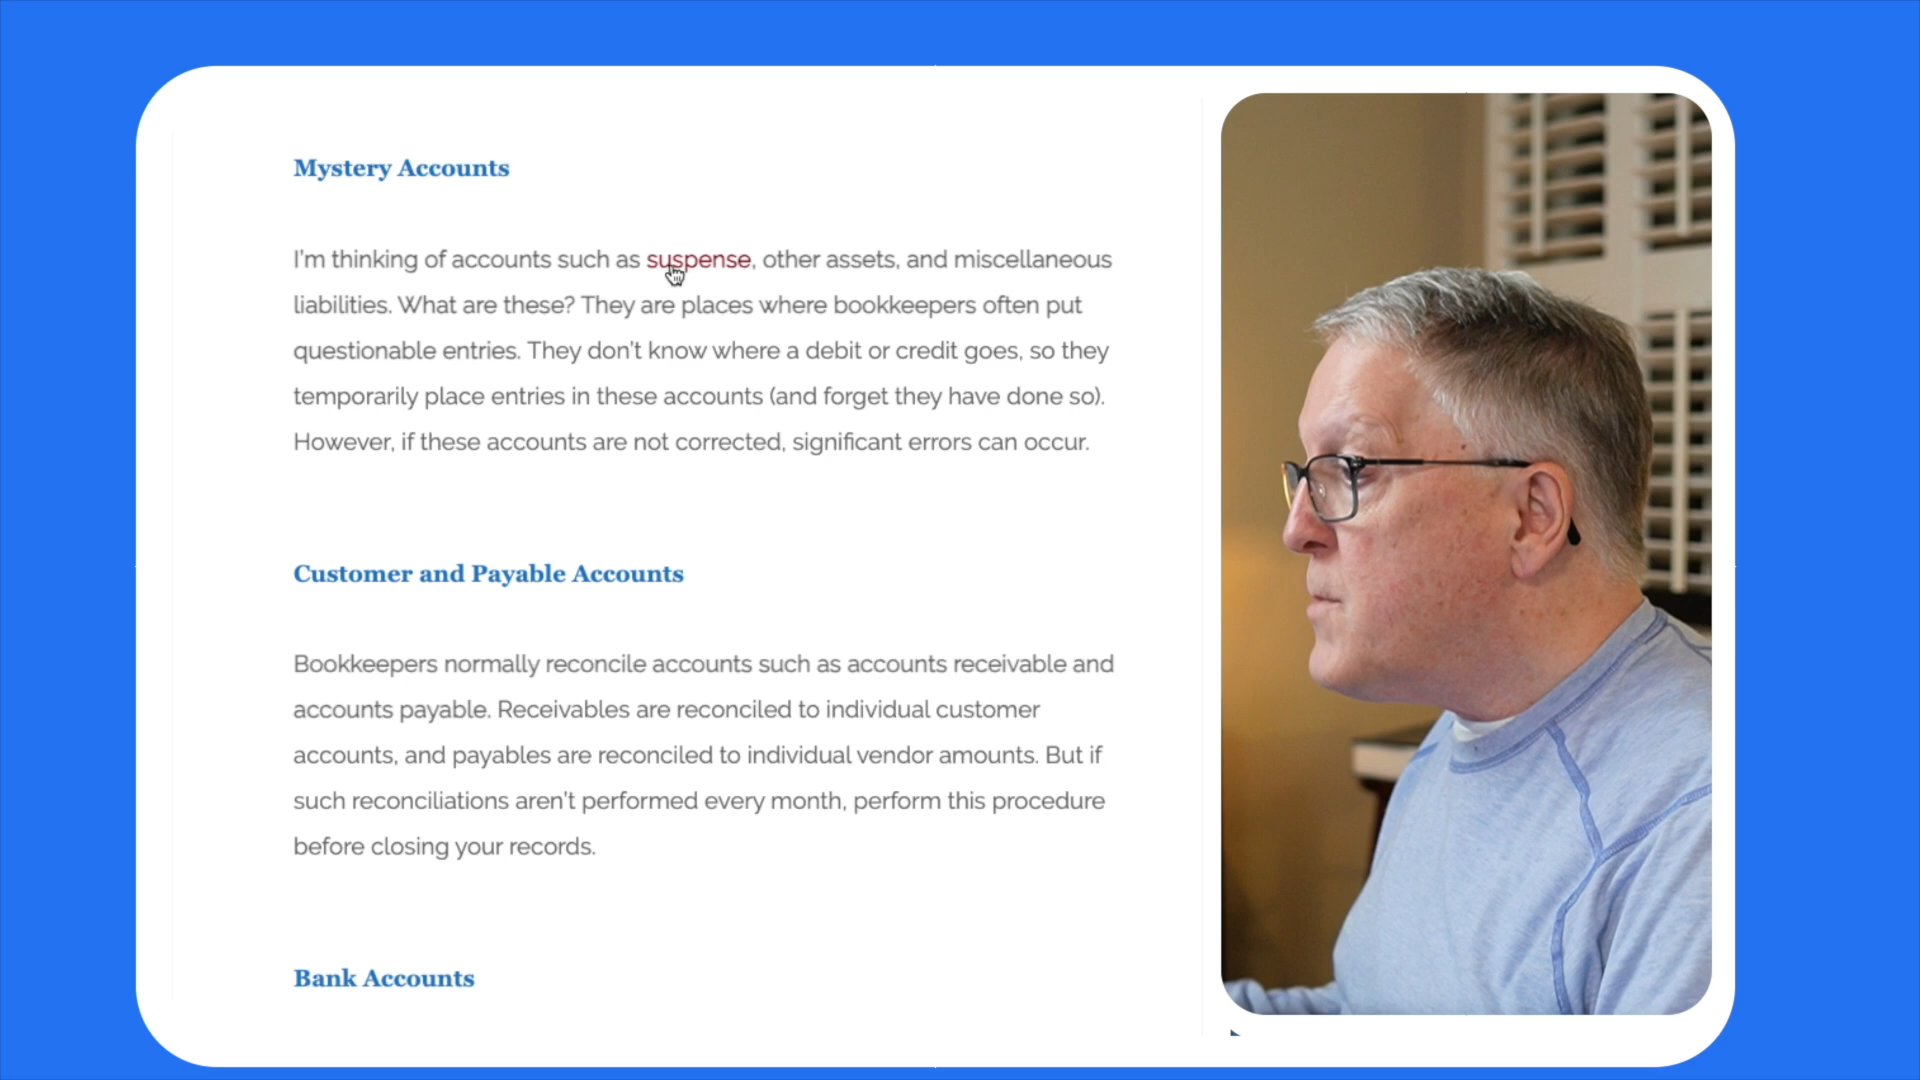 Mystery Accounts
I'm thinking of accounts such as suspense, other assets, and miscellaneous
liabilities. What are these? They are places where bookkeepers often put
questionable entries. They don't know where a debit or credit goes, so they
temporarily place entries in these accounts (and forget they have done so).
However, if these accounts are not corrected, significant errors can occur.
Customer and Payable Accounts
Bookkeepers normally reconcile accounts such as accounts receivable and
accounts payable. Receivables are reconciled to individual customer
accounts, and payables are reconciled to individual vendor amounts. But if
such reconciliations aren't performed every month, perform this procedure
before closing your records.
Bank Accounts